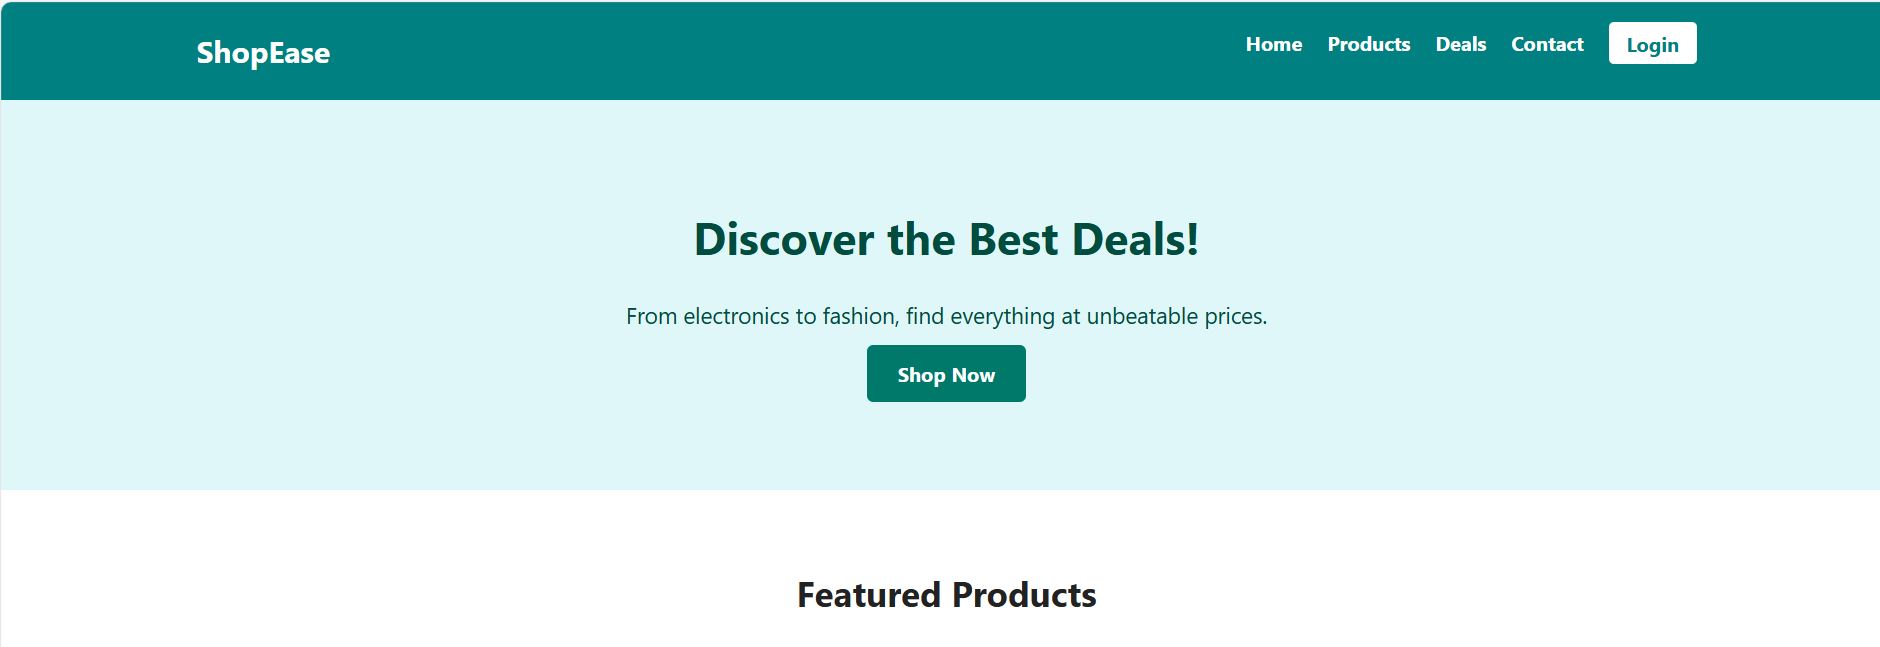 ShopEase
Home Products Deals Contact Login
Discover the Best Deals!
From electronics to fashion, find everything at unbeatable prices.
Shop Now
Featured Products